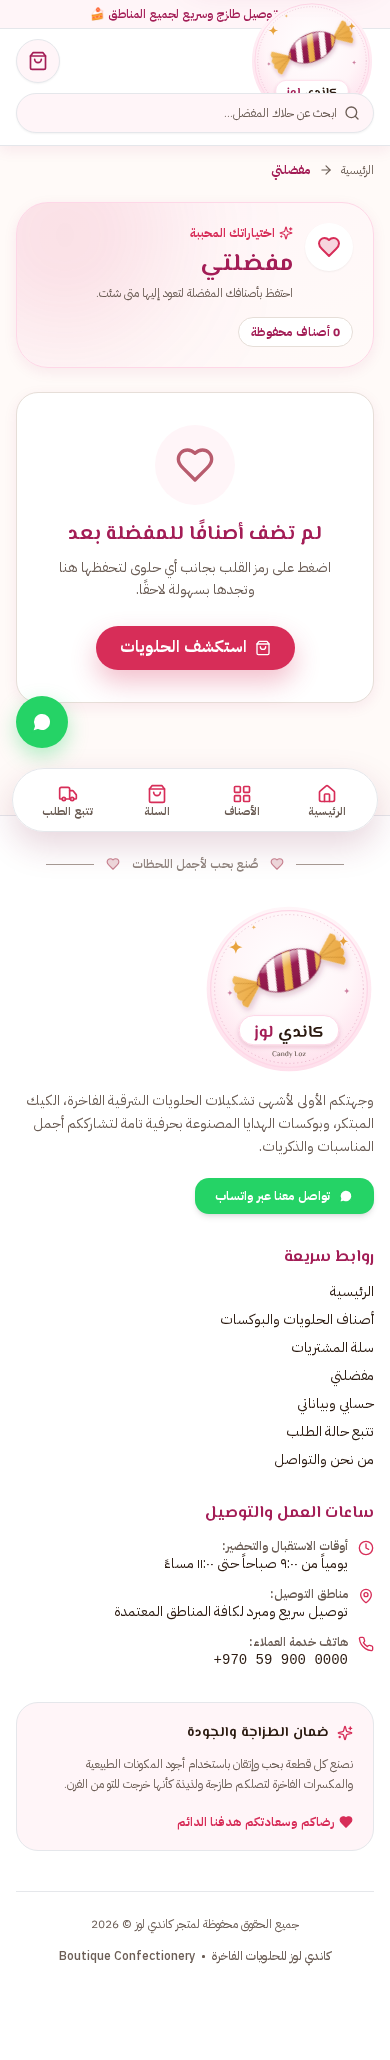 توصيل طازج وسريع لجميع المناطق
كاندي لوز
ابحث عن حلاك المفضل...
الرئيسية → مفضلتي
اختياراتك المحببة
مفضلتي
احتفظ بأصنافك المفضلة لتعود إليها متى شئت.
0 أصناف محفوظة
لم تضف أصنافًا للمفضلة بعد
اضغط على رمز القلب بجانب أي حلوى لتحفظها هنا
وتجدها بسهولة لاحقًا.
استكشف الحلويات
الرئيسية
الأصناف
السلة
تتبع الطلب
صُنع بحب لأجمل اللحظات
كاندي لوز
Candy Loz
وجهتكم الأولى لأشهى تشكيلات الحلويات الشرقية الفاخرة، الكيك
المبتكر، وبوكسات الهدايا المصنوعة بحرفية تامة لتشارككم أجمل
المناسبات والذكريات.
تواصل معنا عبر واتساب
روابط سريعة
الرئيسية
أصناف الحلويات والبوكسات
سلة المشتريات
مفضلتي
حسابي وبياناتي
تتبع حالة الطلب
من نحن والتواصل
ساعات العمل والتوصيل
أوقات الاستقبال والتحضير:
يومياً من ٩:٠٠ صباحاً حتى ١١:٠٠ مساءً
مناطق التوصيل:
توصيل سريع ومبرد لكافة المناطق المعتمدة
هاتف خدمة العملاء:
+970 59 900 0000
ضمان الطزاجة والجودة
نصنع كل قطعة بحب وإتقان باستخدام أجود المكونات الطبيعية
والمكسرات الفاخرة لتصلكم طازجة ولذيذة كأنها خرجت للتو من الفرن.
رضاكم وسعادتكم هدفنا الدائم
جميع الحقوق محفوظة لمتجر كاندي لوز © 2026
كاندي لوز للحلويات الفاخرة • Boutique Confectionery